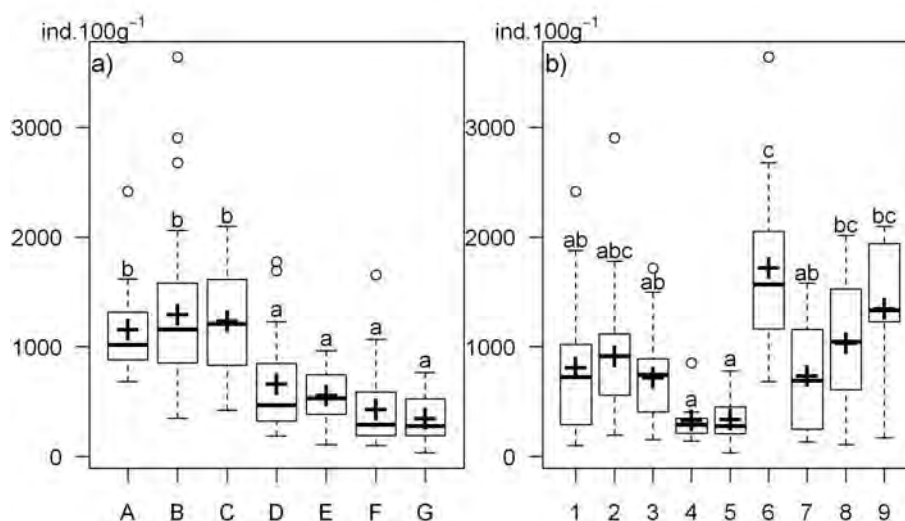 ind.100g⁻¹ ind.100g⁻¹
a) b)
3000 3000
c
2000 b b 2000 ab abc bc bc
b ab ab
1000 a a 1000
a a a a
0 0
A B C D E F G 1 2 3 4 5 6 7 8 9